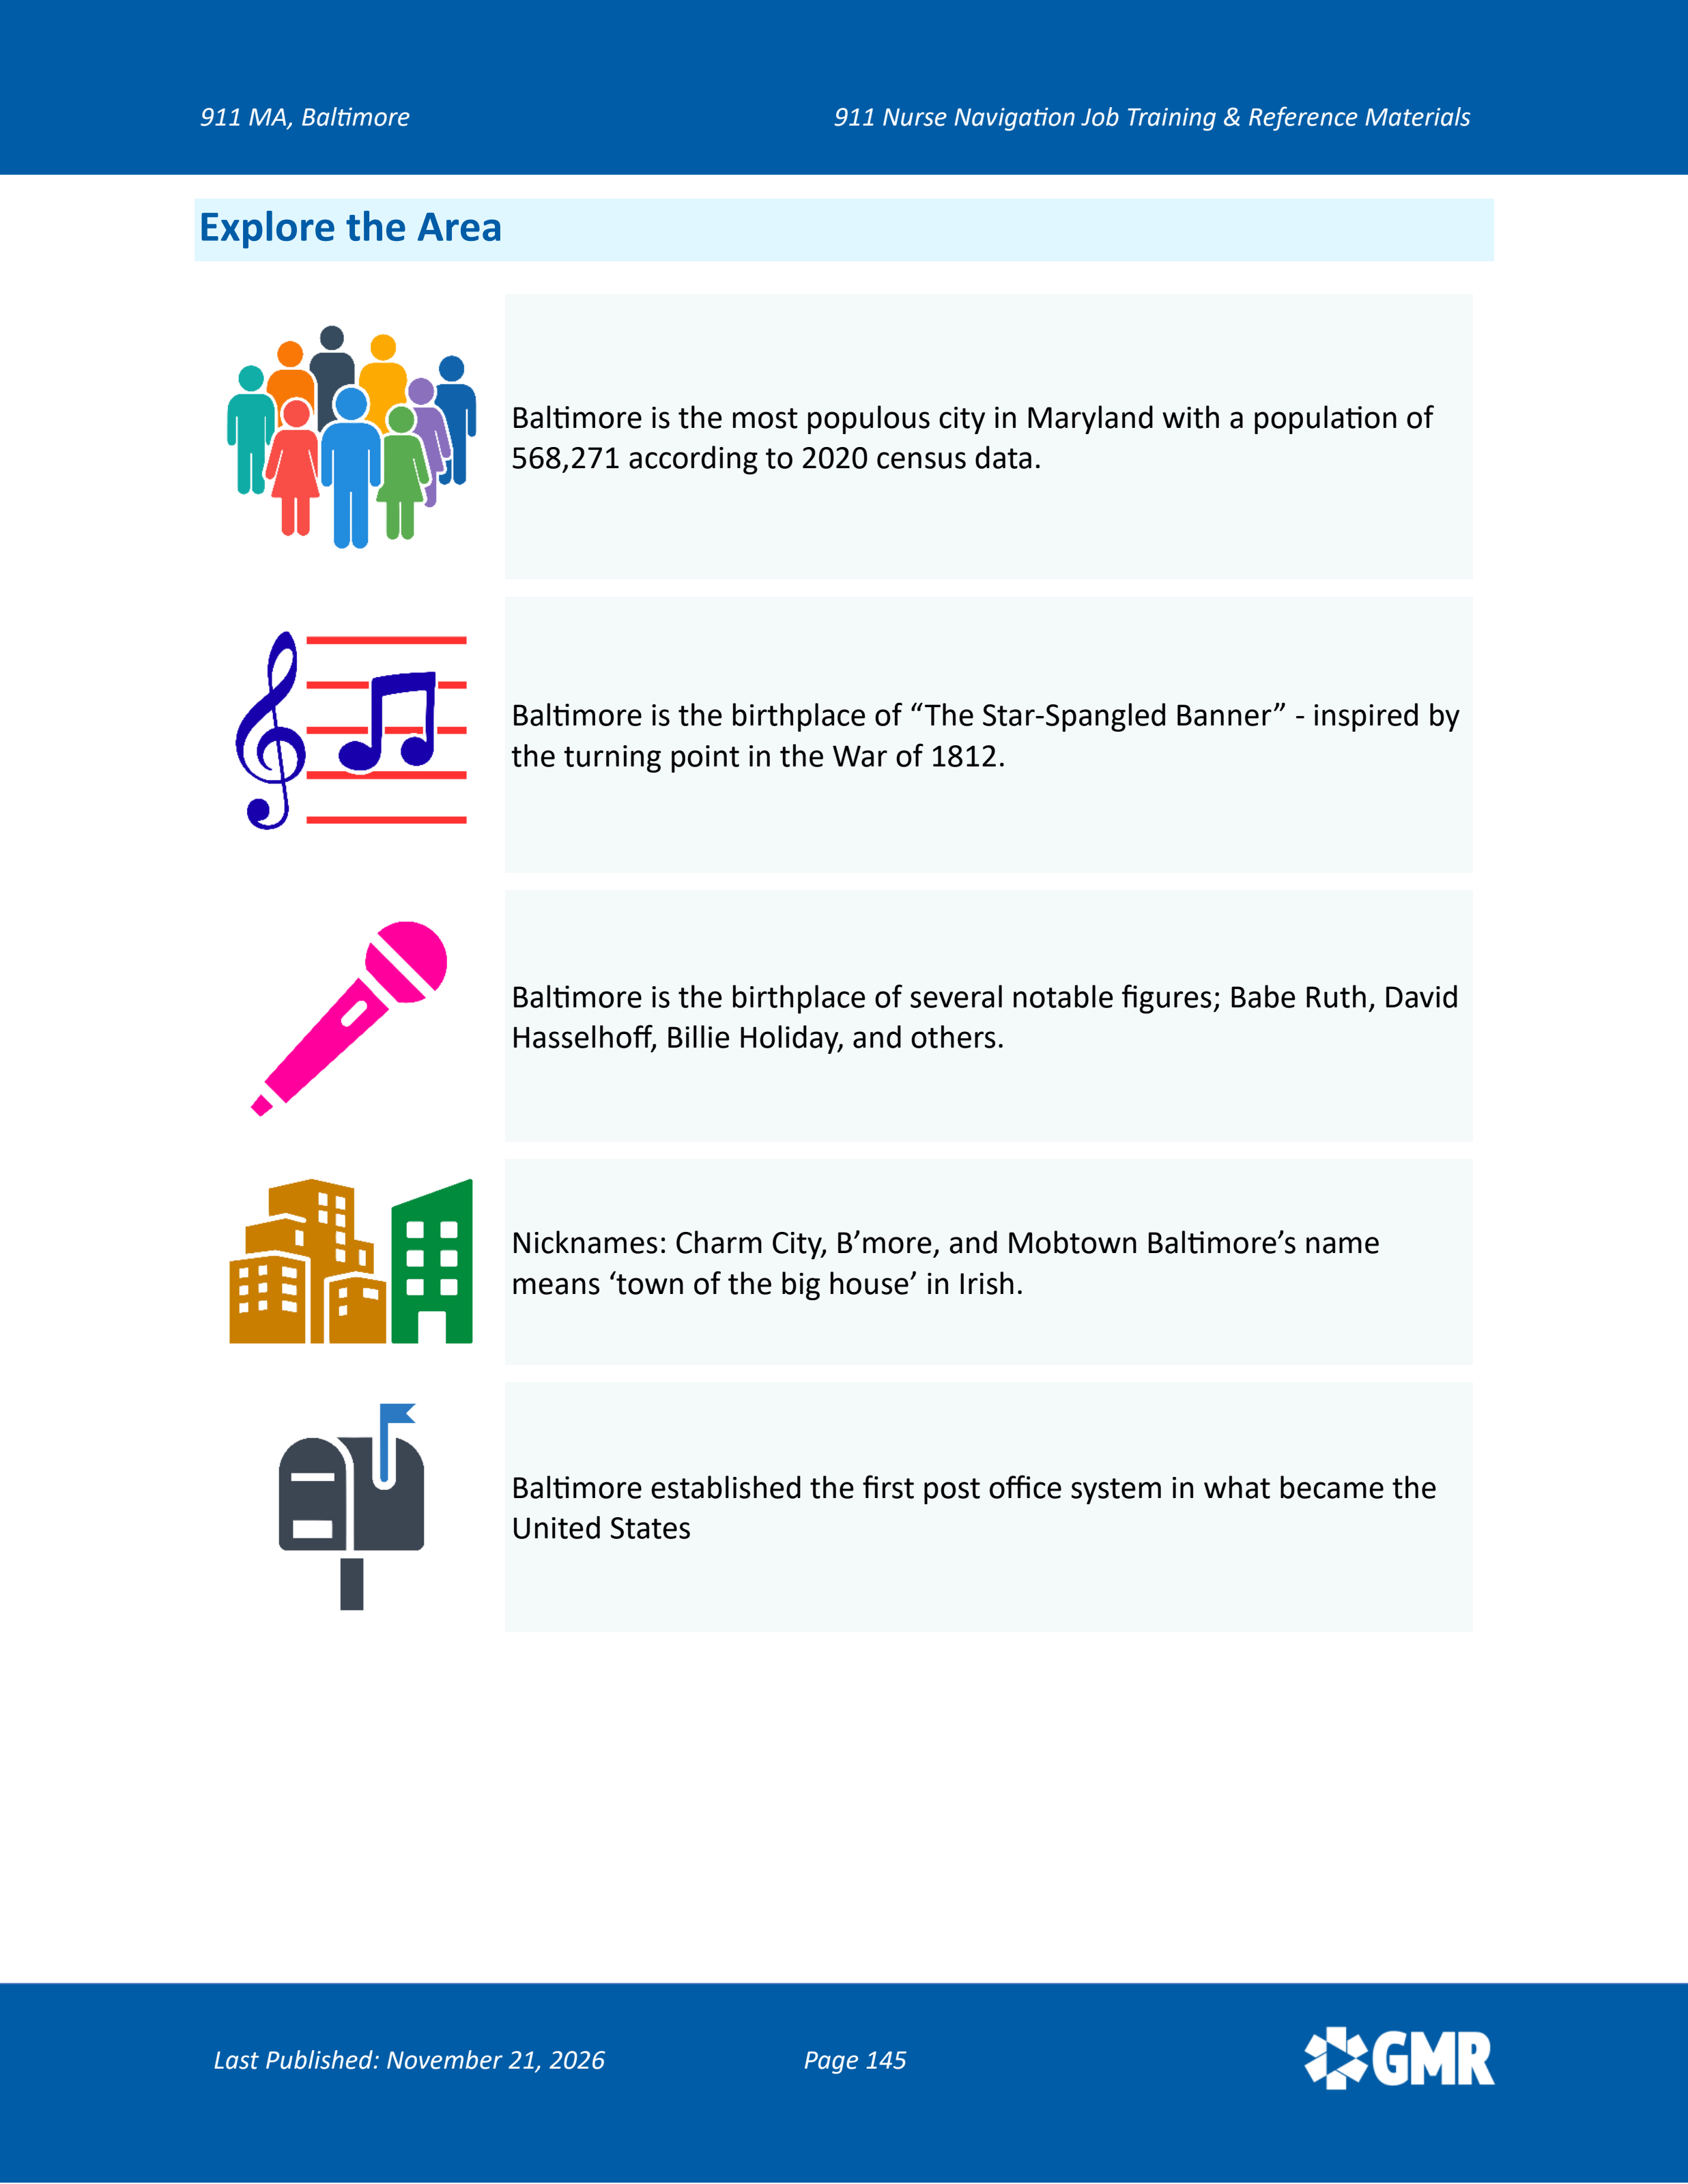 911 MA, Baltimore
911 Nurse Navigation Job Training & Reference Materials
Explore the Area
Baltimore is the most populous city in Maryland with a population of
568,271 according to 2020 census data.
Baltimore is the birthplace of “The Star-Spangled Banner” - inspired by
the turning point in the War of 1812.
Baltimore is the birthplace of several notable figures; Babe Ruth, David
Hasselhoff, Billie Holiday, and others.
Nicknames: Charm City, B’more, and Mobtown Baltimore’s name
means ‘town of the big house’ in Irish.
Baltimore established the first post office system in what became the
United States
Last Published: November 21, 2026
Page 145
GMR